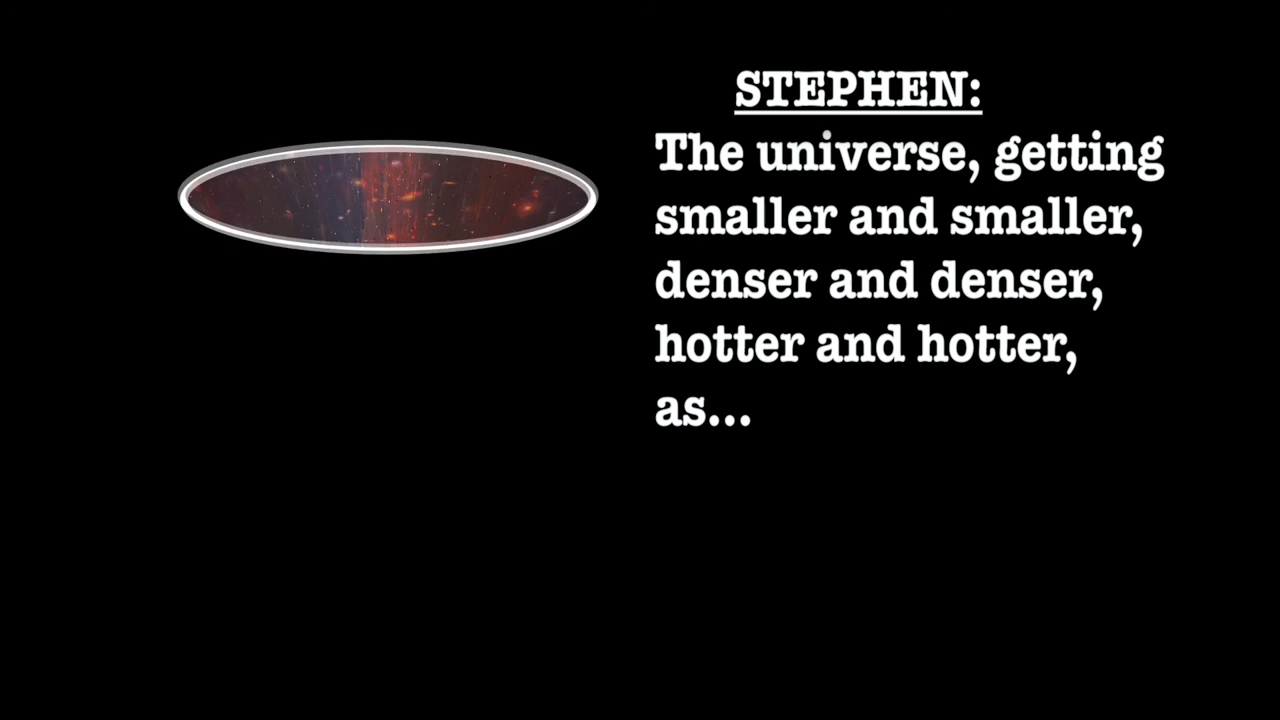 STEPHEN:
The universe, getting
smaller and smaller,
denser and denser,
hotter and hotter,
as...